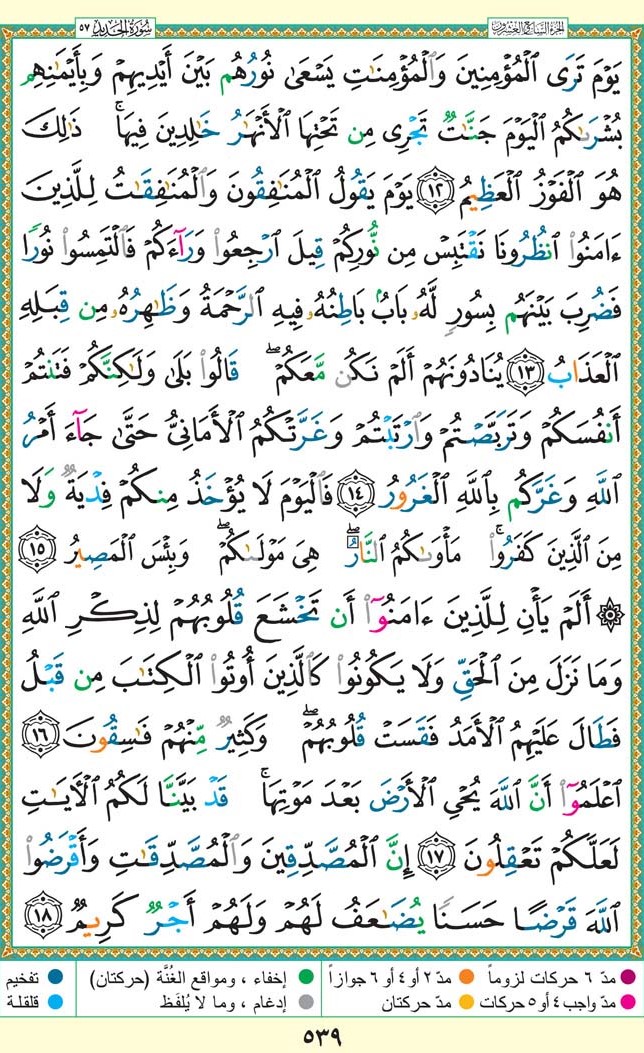 سُورَةُ الحَدِيدِ ٥٧
الجزء السابع والعشرون
يَوْمَ تَرَى ٱلْمُؤْمِنِينَ وَٱلْمُؤْمِنَٰتِ يَسْعَىٰ نُورُهُم بَيْنَ أَيْدِيهِمْ وَبِأَيْمَٰنِهِم
بُشْرَىٰكُمُ ٱلْيَوْمَ جَنَّٰتٌ تَجْرِى مِن تَحْتِهَا ٱلْأَنْهَٰرُ خَٰلِدِينَ فِيهَا ۚ ذَٰلِكَ
هُوَ ٱلْفَوْزُ ٱلْعَظِيمُ ١٢ يَوْمَ يَقُولُ ٱلْمُنَٰفِقُونَ وَٱلْمُنَٰفِقَٰتُ لِلَّذِينَ
ءَامَنُوا۟ ٱنظُرُونَا نَقْتَبِسْ مِن نُّورِكُمْ قِيلَ ٱرْجِعُوا۟ وَرَآءَكُمْ فَٱلْتَمِسُوا۟ نُورًا
فَضُرِبَ بَيْنَهُم بِسُورٍ لَّهُۥ بَابٌۢ بَاطِنُهُۥ فِيهِ ٱلرَّحْمَةُ وَظَٰهِرُهُۥ مِن قِبَلِهِ
ٱلْعَذَابُ ١٣ يُنَادُونَهُمْ أَلَمْ نَكُن مَّعَكُمْ ۖ قَالُوا۟ بَلَىٰ وَلَٰكِنَّكُمْ فَتَنتُمْ
أَنفُسَكُمْ وَتَرَبَّصْتُمْ وَٱرْتَبْتُمْ وَغَرَّتْكُمُ ٱلْأَمَانِىُّ حَتَّىٰ جَآءَ أَمْرُ
ٱللَّهِ وَغَرَّكُم بِٱللَّهِ ٱلْغَرُورُ ١٤ فَٱلْيَوْمَ لَا يُؤْخَذُ مِنكُمْ فِدْيَةٌ وَلَا
مِنَ ٱلَّذِينَ كَفَرُوا۟ ۚ مَأْوَىٰكُمُ ٱلنَّارُ ۖ هِىَ مَوْلَىٰكُمْ ۖ وَبِئْسَ ٱلْمَصِيرُ ١٥
۞ أَلَمْ يَأْنِ لِلَّذِينَ ءَامَنُوٓا۟ أَن تَخْشَعَ قُلُوبُهُمْ لِذِكْرِ ٱللَّهِ
وَمَا نَزَلَ مِنَ ٱلْحَقِّ وَلَا يَكُونُوا۟ كَٱلَّذِينَ أُوتُوا۟ ٱلْكِتَٰبَ مِن قَبْلُ
فَطَالَ عَلَيْهِمُ ٱلْأَمَدُ فَقَسَتْ قُلُوبُهُمْ ۖ وَكَثِيرٌ مِّنْهُمْ فَٰسِقُونَ ١٦
ٱعْلَمُوٓا۟ أَنَّ ٱللَّهَ يُحْىِ ٱلْأَرْضَ بَعْدَ مَوْتِهَا ۚ قَدْ بَيَّنَّا لَكُمُ ٱلْءَايَٰتِ
لَعَلَّكُمْ تَعْقِلُونَ ١٧ إِنَّ ٱلْمُصَّدِّقِينَ وَٱلْمُصَّدِّقَٰتِ وَأَقْرَضُوا۟
ٱللَّهَ قَرْضًا حَسَنًا يُضَٰعَفُ لَهُمْ وَلَهُمْ أَجْرٌ كَرِيمٌ ١٨
مدّ ٦ حركات لزوماً مدّ ٢ أو ٤ أو ٦ جوازاً إخفاء ، ومواقع الغُنَّة (حركتان) تفخيم
مدّ واجب ٤ أو ٥ حركات مدّ حركتان إدغام ، وما لا يُلفَظ قلقلة
٥٣٩